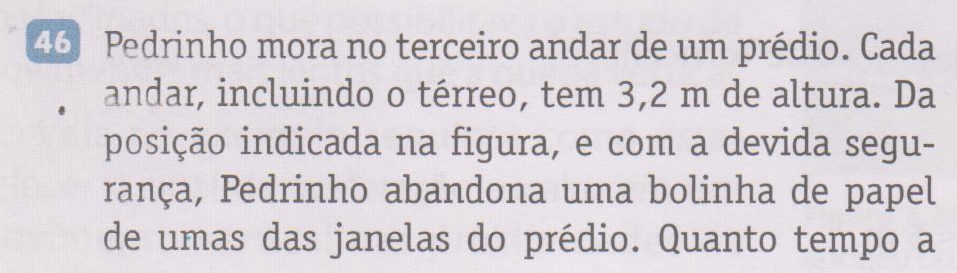 46 Pedrinho mora no terceiro andar de um prédio. Cada
andar, incluindo o térreo, tem 3,2 m de altura. Da
posição indicada na figura, e com a devida segu-
rança, Pedrinho abandona uma bolinha de papel
de umas das janelas do prédio. Quanto tempo a